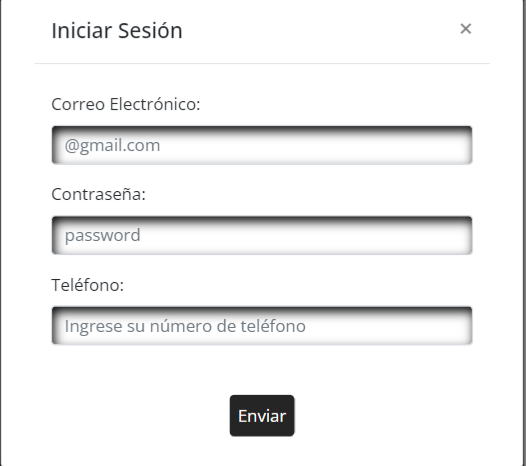 Iniciar Sesión ×
Correo Electrónico:
@gmail.com
Contraseña:
password
Teléfono:
Ingrese su número de teléfono
Enviar